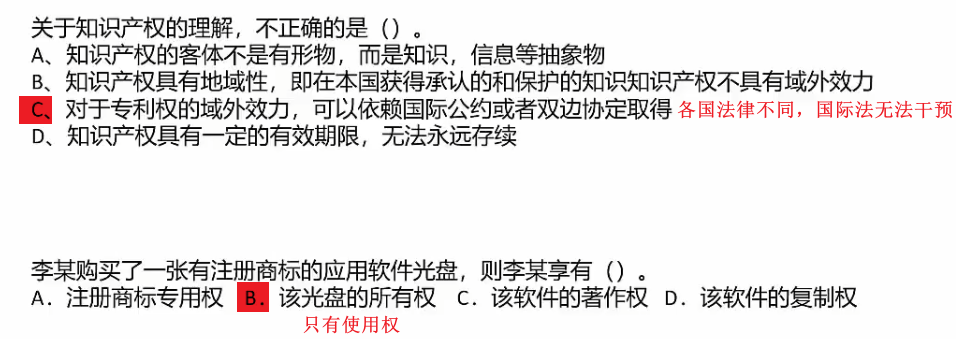 关于知识产权的理解，不正确的是（）。
A、知识产权的客体不是有形物，而是知识，信息等抽象物
B、知识产权具有地域性，即在本国获得承认的和保护的知识知识产权不具有域外效力
C、对于专利权的域外效力，可以依赖国际公约或者双边协定取得 各国法律不同，国际法无法干预
D、知识产权具有一定的有效期限，无法永远存续
李某购买了一张有注册商标的应用软件光盘，则李某享有（）。
A．注册商标专用权 B．该光盘的所有权 C．该软件的著作权 D．该软件的复制权
只有使用权